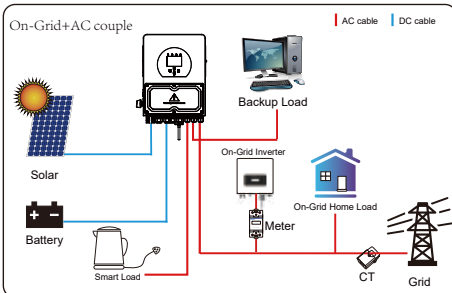 On-Grid+AC couple
AC cable
DC cable
Backup Load
Solar
On-Grid Inverter
On-Grid Home Load
Meter
Battery
Smart Load
CT
Grid